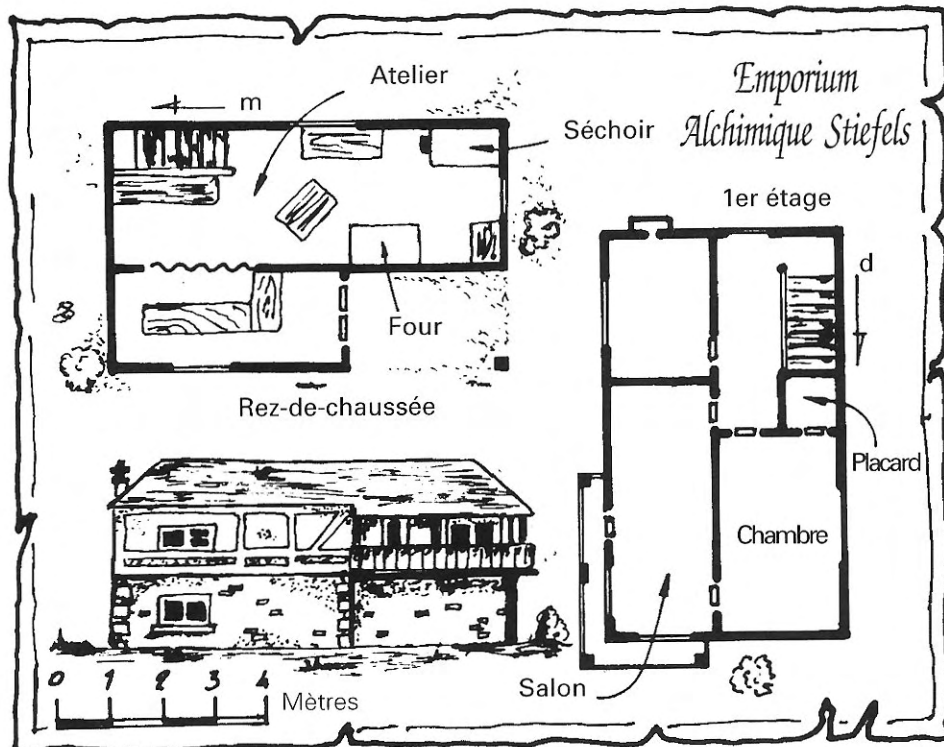 Emporium
Alchimique Stiefels
Atelier
m
Séchoir
Four
Rez-de-chaussée
1er étage
d
Placard
Chambre
Salon
0 1 2 3 4
Mètres